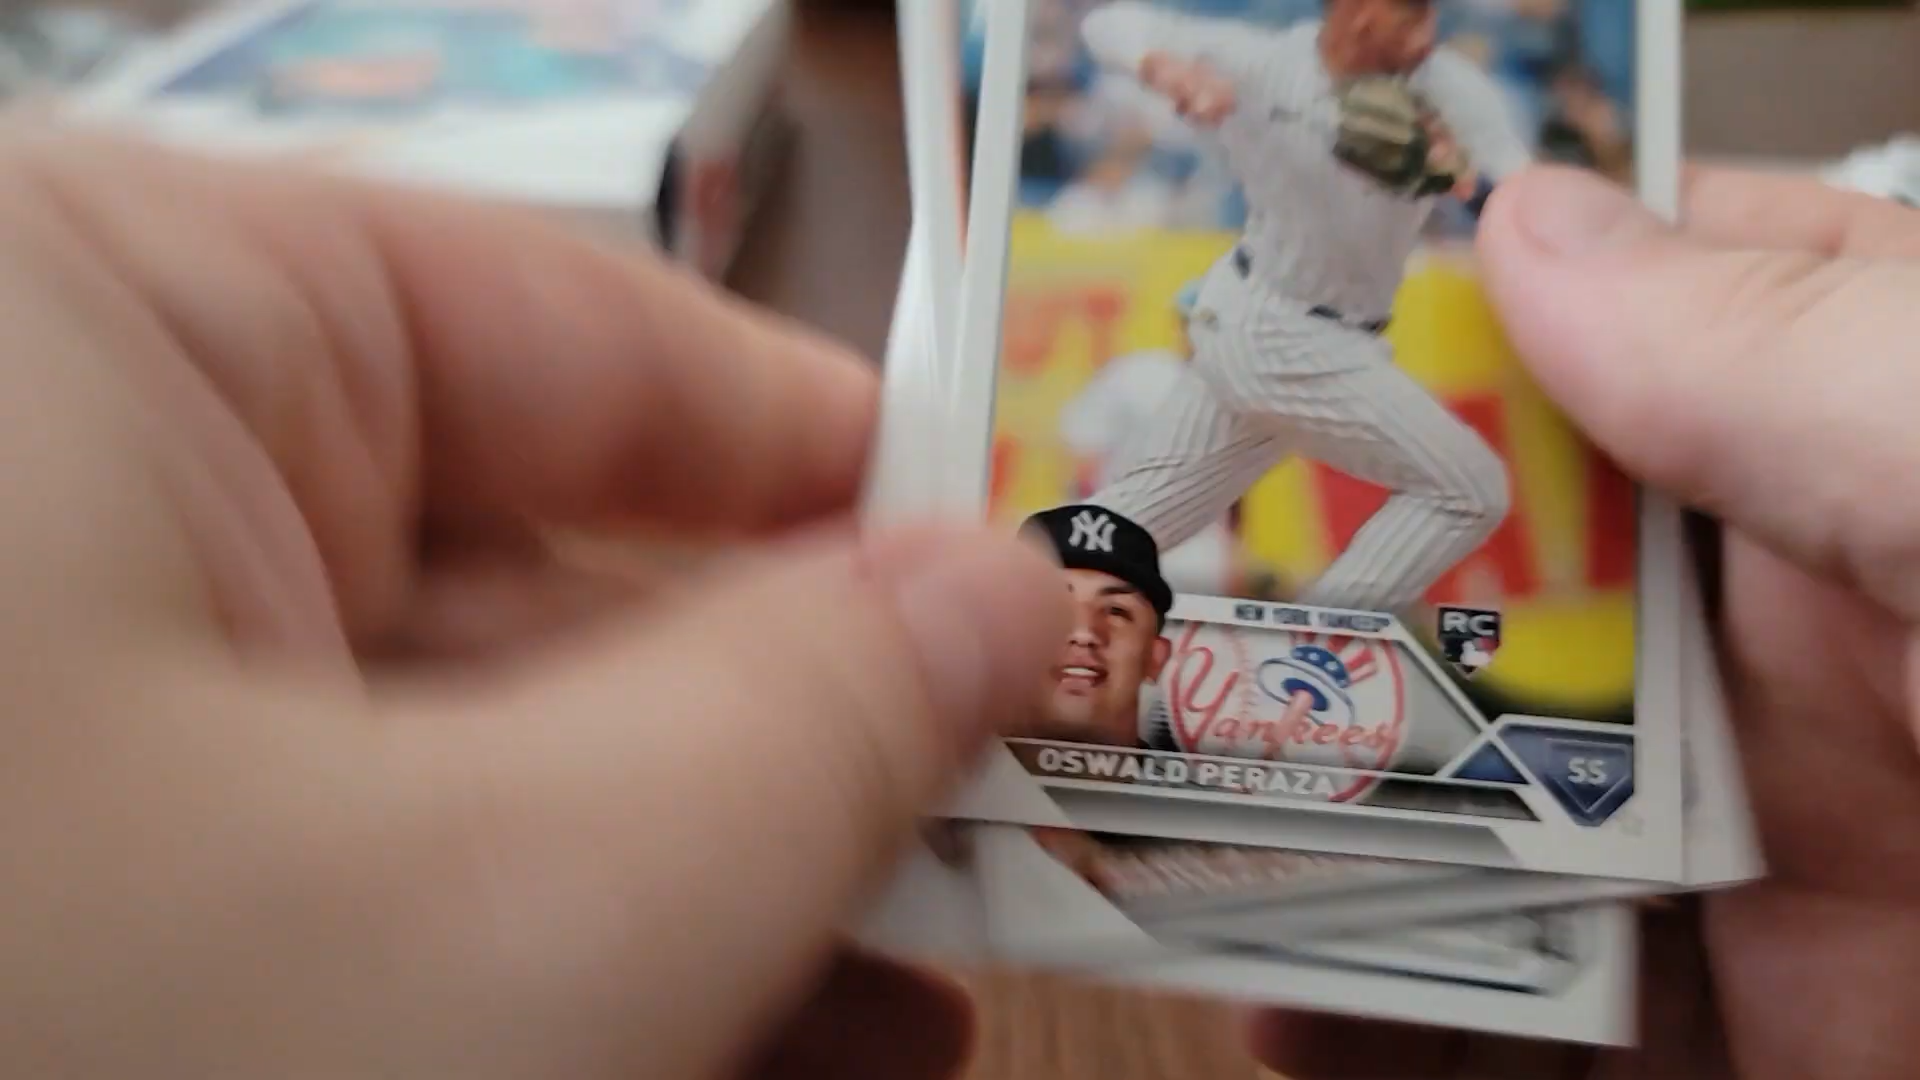 NY
NEW YORK YANKEES
RC
Yankees
SS
OSWALD PERAZA